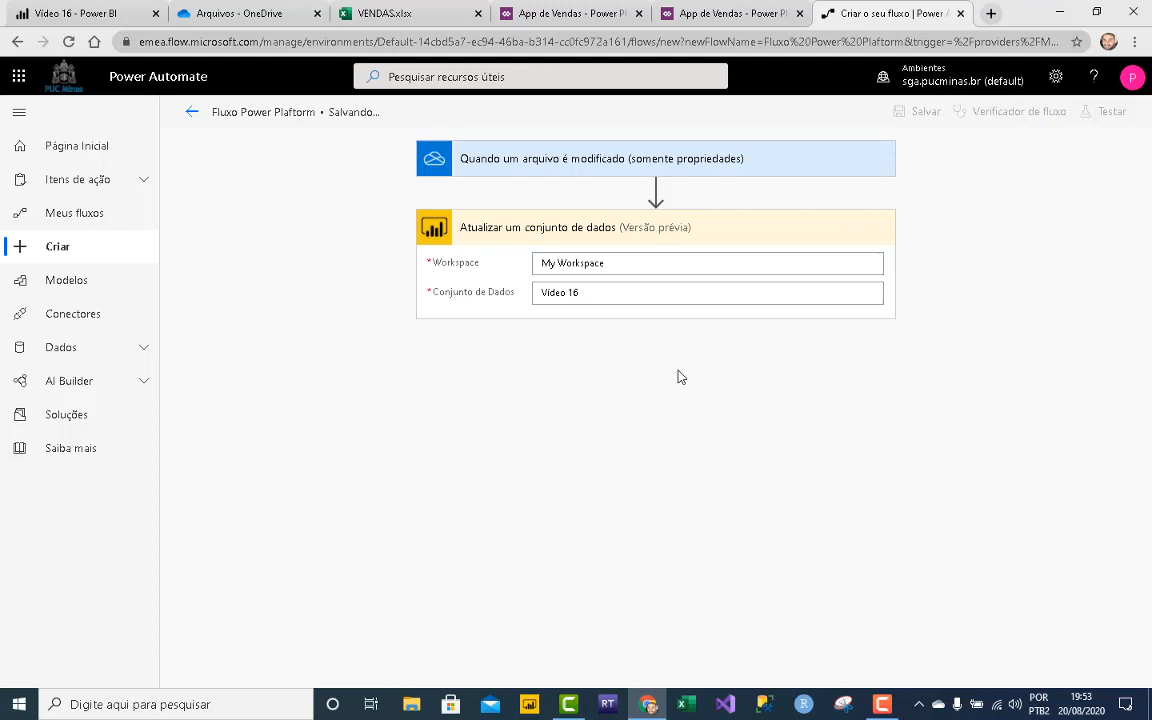 Vídeo 16 - Power BI
Arquivos - OneDrive
VENDAS.xlsx
App de Vendas - Power P
App de Vendas - Power P
Criar o seu fluxo | Power A
emea.flow.microsoft.com/manage/environments/Default-14cbd5a7-ec94-46ba-b314-cc0fc972a161/flows/new?newFlowName=Fluxo%20Power%20Plaftorm&trigger=%2Fproviders%2FM...
PUC Minas
Power Automate
Pesquisar recursos úteis
Ambientes
sga.pucminas.br (default)
P
Fluxo Power Plaftorm • Salvando...
Salvar
Verificador de fluxo
Testar
Página Inicial
Itens de ação
Meus fluxos
Criar
Modelos
Conectores
Dados
AI Builder
Soluções
Saiba mais
Quando um arquivo é modificado (somente propriedades)
Atualizar um conjunto de dados (Versão prévia)
* Workspace
My Workspace
* Conjunto de Dados
Vídeo 16
Digite aqui para pesquisar
RT
R
POR
PTB2
19:53
20/08/2020